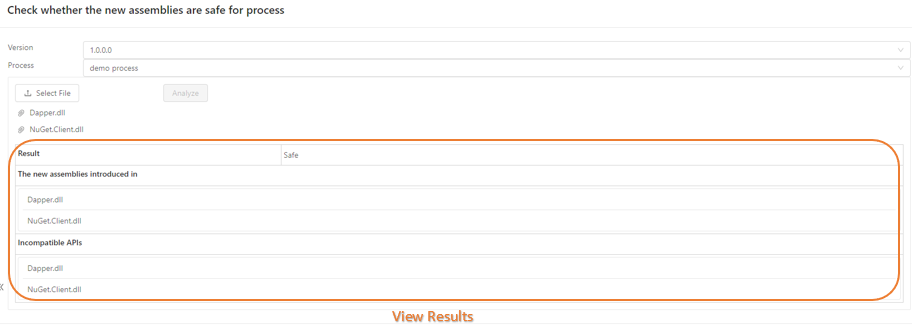 Check whether the new assemblies are safe for process
Version
1.0.0.0
Process
demo process
Select File
Analyze
Dapper.dll
NuGet.Client.dll
Result
Safe
The new assemblies introduced in
Dapper.dll
NuGet.Client.dll
Incompatible APIs
Dapper.dll
NuGet.Client.dll
View Results